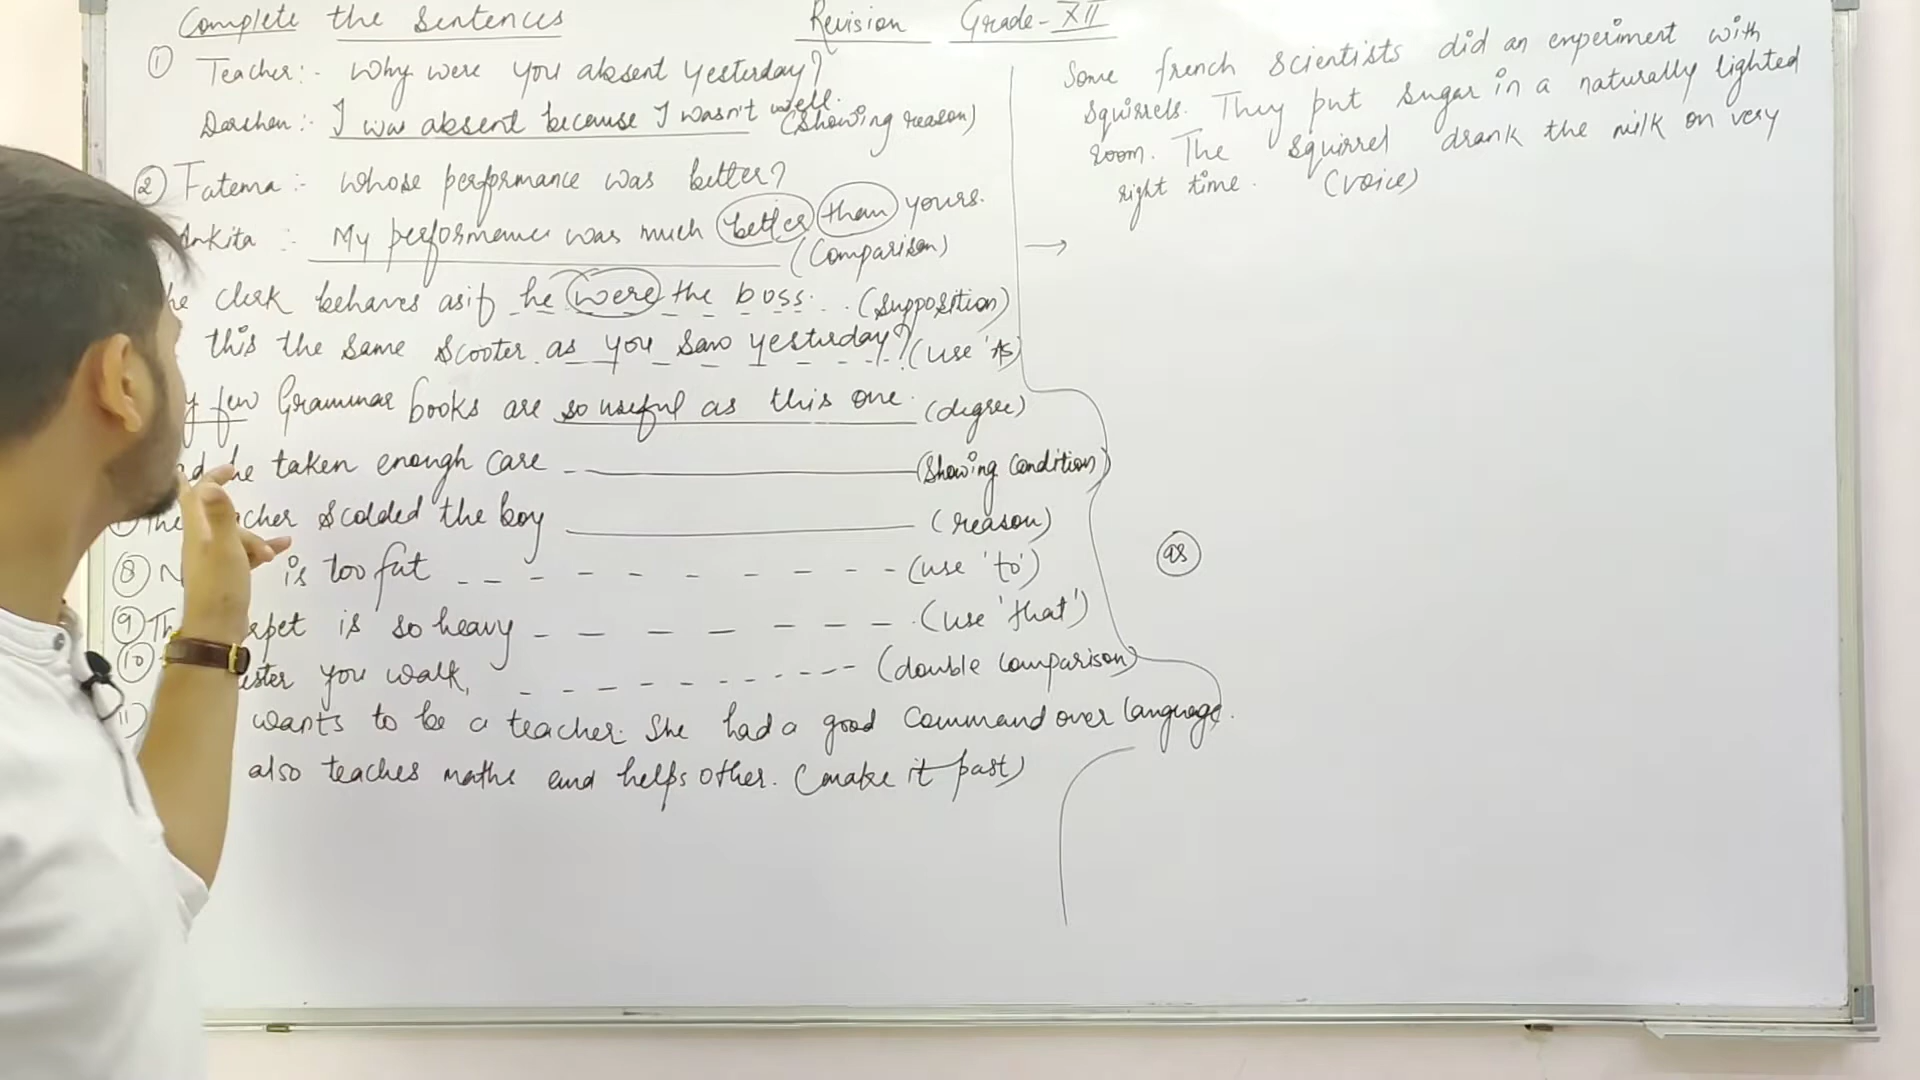 Complete the Sentences
Revision Grade-XII
① Teacher:- Why were you absent yesterday?
Darshan:- I was absent because I wasn't well. (Showing reason)
② Fatema:- Whose performance was better?
Ankita :- My performance was much better than yours.
(Comparison)
he clerk behaves as if he were the boss. (supposition)
this the same scooter as you saw yesterday? (use 'As
few Grammar books are so useful as this one. (degree)
he taken enough care (Showing condition)
scolded the boy (reason)
⑧ is too fat (use 'to')
⑨ is so heavy (use 'that')
⑩ you walk, (double comparison)
11) wants to be a teacher. She had a good command over language.
also teaches maths and helps other. (make it past)
Some french scientists did an experiment with
squirrels. They put sugar in a naturally lighted
room. The squirrel drank the milk on very
right time. (voice)
→
as